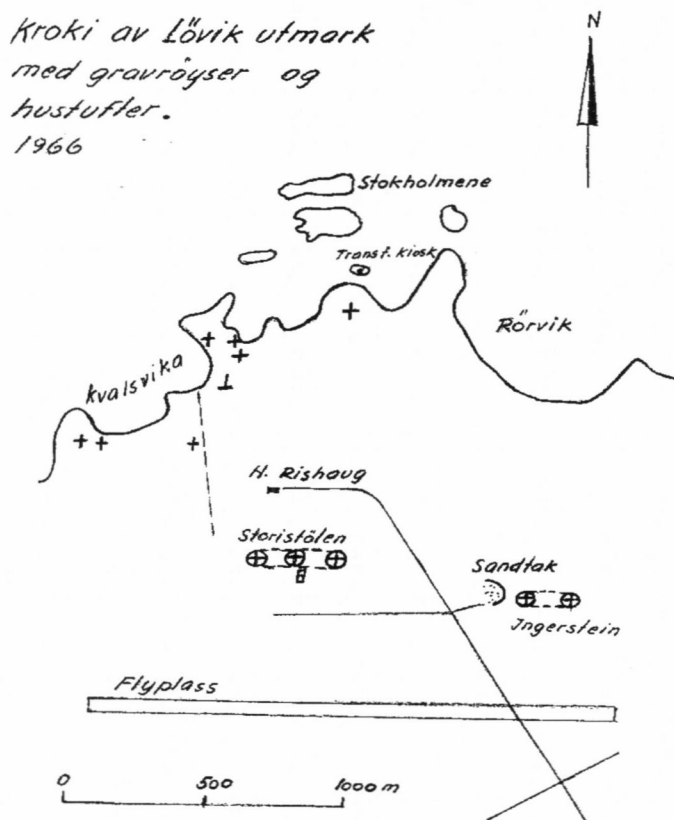 Kroki av Lövik utmark
med gravröyser og
hustufter.
1966
N
Stokholmene
Transf. kiosk
Rörvik
Kvalsvika
H. Rishaug
Storistölen
Sandtak
Ingerstein
Flyplass
0 500 1000 m